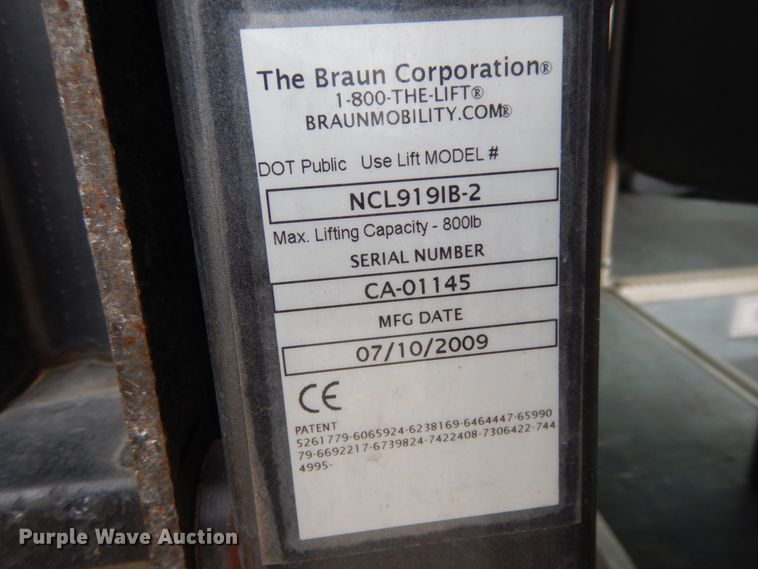 The Braun Corporation®
1-800-THE-LIFT®
BRAUNMOBILITY.COM®
DOT Public Use Lift MODEL #
NCL919IB-2
Max. Lifting Capacity - 800lb
SERIAL NUMBER
CA-01145
MFG DATE
07/10/2009
CE
PATENT
5261779-6065924-6238169-6464447-65990
79-6692217-6739824-7422408-7306422-744
4995-
Purple Wave Auction